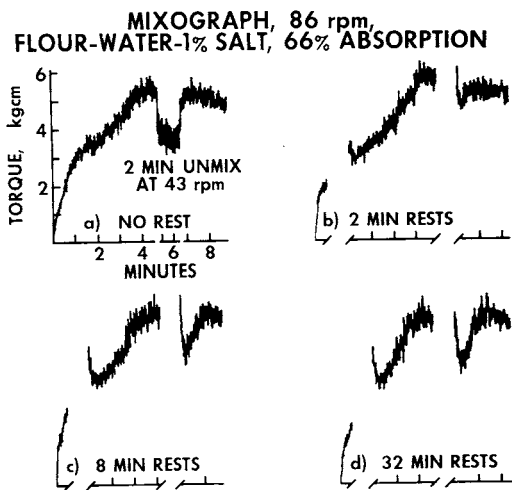 MIXOGRAPH, 86 rpm,
FLOUR-WATER-1% SALT, 66% ABSORPTION
TORQUE, kgcm
6
4
2
2 MIN UNMIX
AT 43 rpm
a) NO REST
2 4 6 8
MINUTES
b) 2 MIN RESTS
c) 8 MIN RESTS
d) 32 MIN RESTS